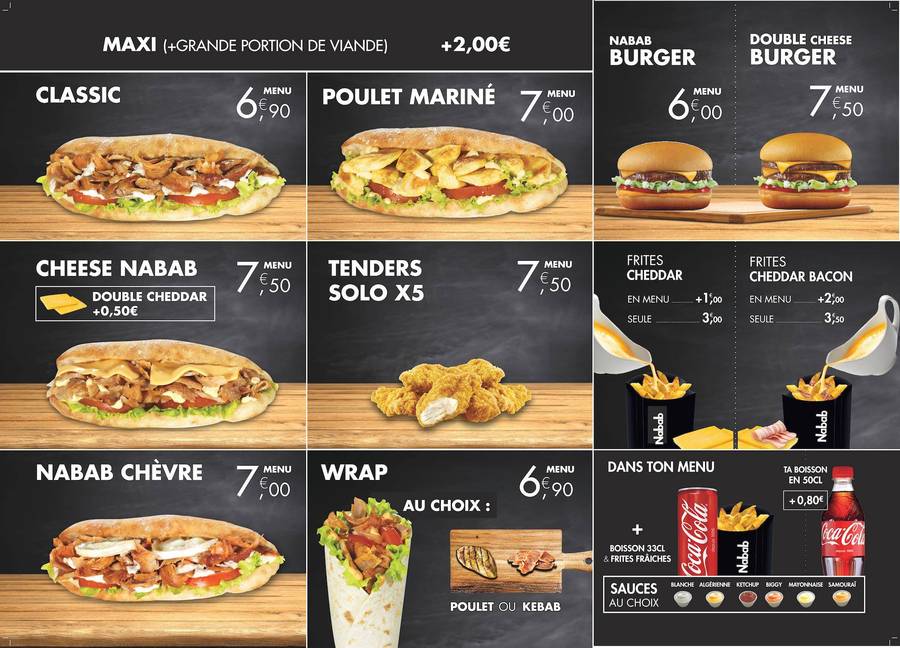 MAXI (+GRANDE PORTION DE VIANDE) +2,00€
CLASSIC
MENU
6€,90
POULET MARINÉ
MENU
7€,00
CHEESE NABAB
MENU
7€,50
DOUBLE CHEDDAR
+0,50€
TENDERS
SOLO X5
MENU
7€,50
NABAB CHÈVRE
MENU
7€,00
WRAP
MENU
6€,90
AU CHOIX :
POULET OU KEBAB
NABAB
BURGER
MENU
6€,00
DOUBLE CHEESE
BURGER
MENU
7€,50
FRITES
CHEDDAR
EN MENU +1€,00
SEULE 3€,00
Nabab
FRITES
CHEDDAR BACON
EN MENU +2€,00
SEULE 3€,50
Nabab
DANS TON MENU
+
BOISSON 33CL
& FRITES FRAÎCHES
Coca-Cola
Nabab
TA BOISSON
EN 50CL
+0,80€
Coca-Cola
SAUCES
AU CHOIX
BLANCHE ALGÉRIENNE KETCHUP BIGGY MAYONNAISE SAMOURAÏ